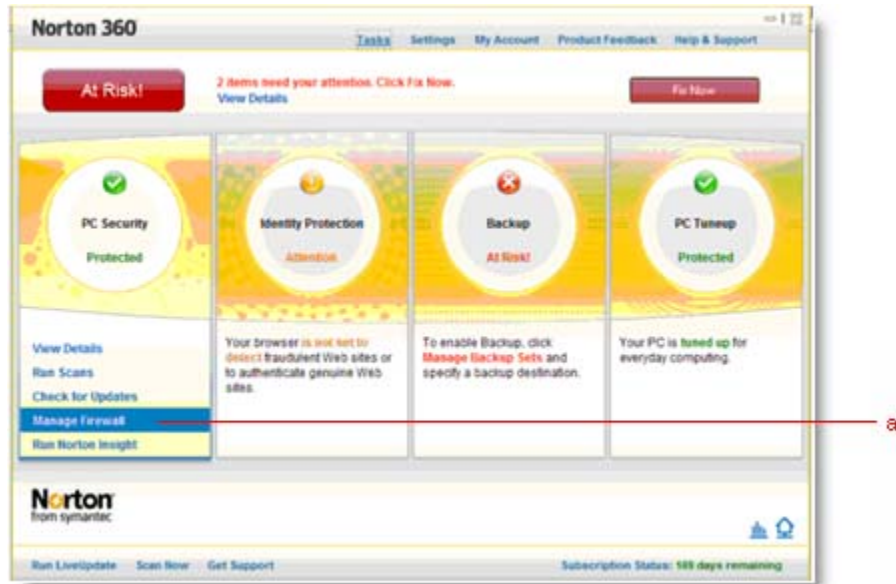 Norton 360
Tasks Settings My Account Product Feedback Help & Support
At Risk!
2 items need your attention. Click Fix Now.
View Details
Fix Now
PC Security
Protected
Identity Protection
Attention
Backup
At Risk!
PC Tuneup
Protected
View Details
Run Scans
Check for Updates
Manage Firewall
Run Norton Insight
Your browser is not set to
detect fraudulent Web sites or
to authenticate genuine Web
sites.
To enable Backup, click
Manage Backup Sets and
specify a backup destination.
Your PC is tuned up for
everyday computing.
a
Norton
from symantec
Run LiveUpdate Scan Now Get Support
Subscription Status: days remaining